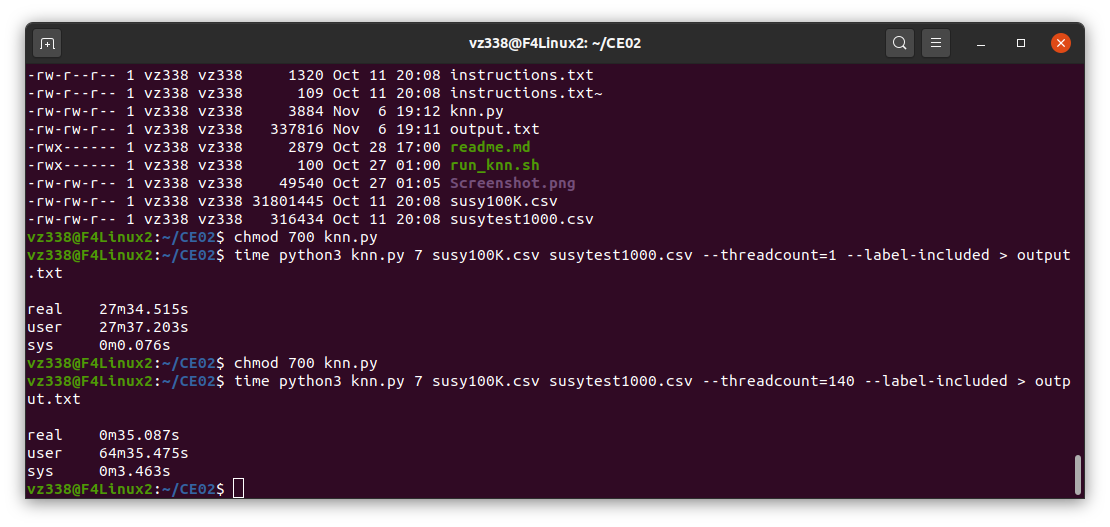 vz338@F4Linux2: ~/CE02
-rw-r--r-- 1 vz338 vz338     1320 Oct 11 20:08 instructions.txt
-rw-r--r-- 1 vz338 vz338      109 Oct 11 20:08 instructions.txt~
-rw-rw-r-- 1 vz338 vz338     3884 Nov  6 19:12 knn.py
-rw-rw-r-- 1 vz338 vz338   337816 Nov  6 19:11 output.txt
-rwx------ 1 vz338 vz338     2879 Oct 28 17:00 readme.md
-rwx------ 1 vz338 vz338      100 Oct 27 01:00 run_knn.sh
-rw-rw-r-- 1 vz338 vz338    49540 Oct 27 01:05 Screenshot.png
-rw-rw-r-- 1 vz338 vz338 31801445 Oct 11 20:08 susy100K.csv
-rw-rw-r-- 1 vz338 vz338   316434 Oct 11 20:08 susytest1000.csv
vz338@F4Linux2:~/CE02$ chmod 700 knn.py
vz338@F4Linux2:~/CE02$ time python3 knn.py 7 susy100K.csv susytest1000.csv --threadcount=1 --label-included > output
.txt
real    27m34.515s
user    27m37.203s
sys     0m0.076s
vz338@F4Linux2:~/CE02$ chmod 700 knn.py
vz338@F4Linux2:~/CE02$ time python3 knn.py 7 susy100K.csv susytest1000.csv --threadcount=140 --label-included > outp
ut.txt
real    0m35.087s
user    64m35.475s
sys     0m3.463s
vz338@F4Linux2:~/CE02$